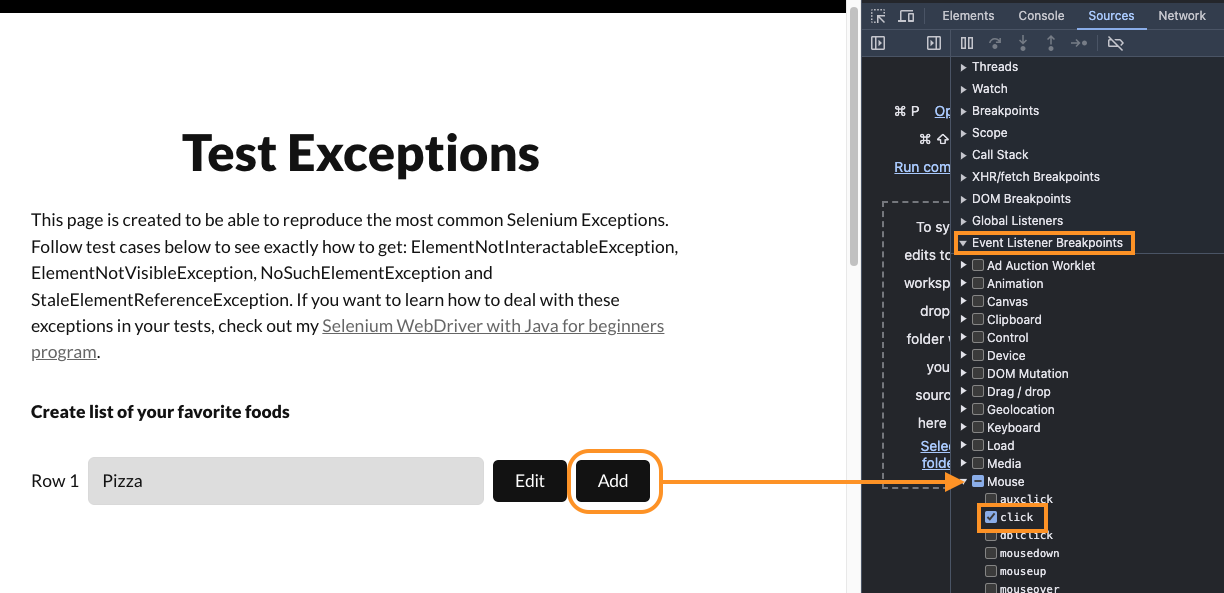 Test Exceptions
This page is created to be able to reproduce the most common Selenium Exceptions.
Follow test cases below to see exactly how to get: ElementNotInteractableException,
ElementNotVisibleException, NoSuchElementException and
StaleElementReferenceException. If you want to learn how to deal with these
exceptions in your tests, check out my Selenium WebDriver with Java for beginners
program.
Create list of your favorite foods
Row 1 Pizza Edit Add
Elements Console Sources Network
⌘ P Op
⌘ ⇧
Run com
To sy
edits to
worksp
drop
folder
you
sourc
here
Sele
folde
Threads
Watch
Breakpoints
Scope
Call Stack
XHR/fetch Breakpoints
DOM Breakpoints
Global Listeners
Event Listener Breakpoints
Ad Auction Worklet
Animation
Canvas
Clipboard
Control
Device
DOM Mutation
Drag / drop
Geolocation
Keyboard
Load
Media
Mouse
auxclick
click
dblclick
mousedown
mouseup
mouseover